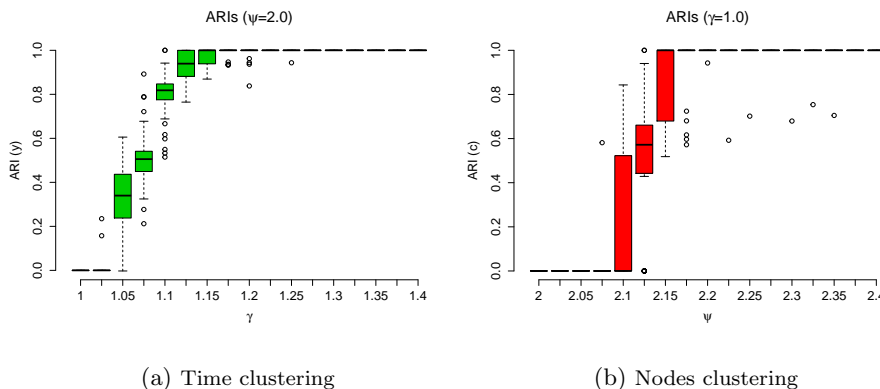 ARIs (ψ=2.0)
ARI (y)
0.0 0.2 0.4 0.6 0.8 1.0
1 1.05 1.1 1.15 1.2 1.25 1.3 1.35 1.4
γ
(a) Time clustering
ARIs (γ=1.0)
ARI (c)
0.0 0.2 0.4 0.6 0.8 1.0
2 2.05 2.1 2.15 2.2 2.25 2.3 2.35 2.4
ψ
(b) Nodes clustering